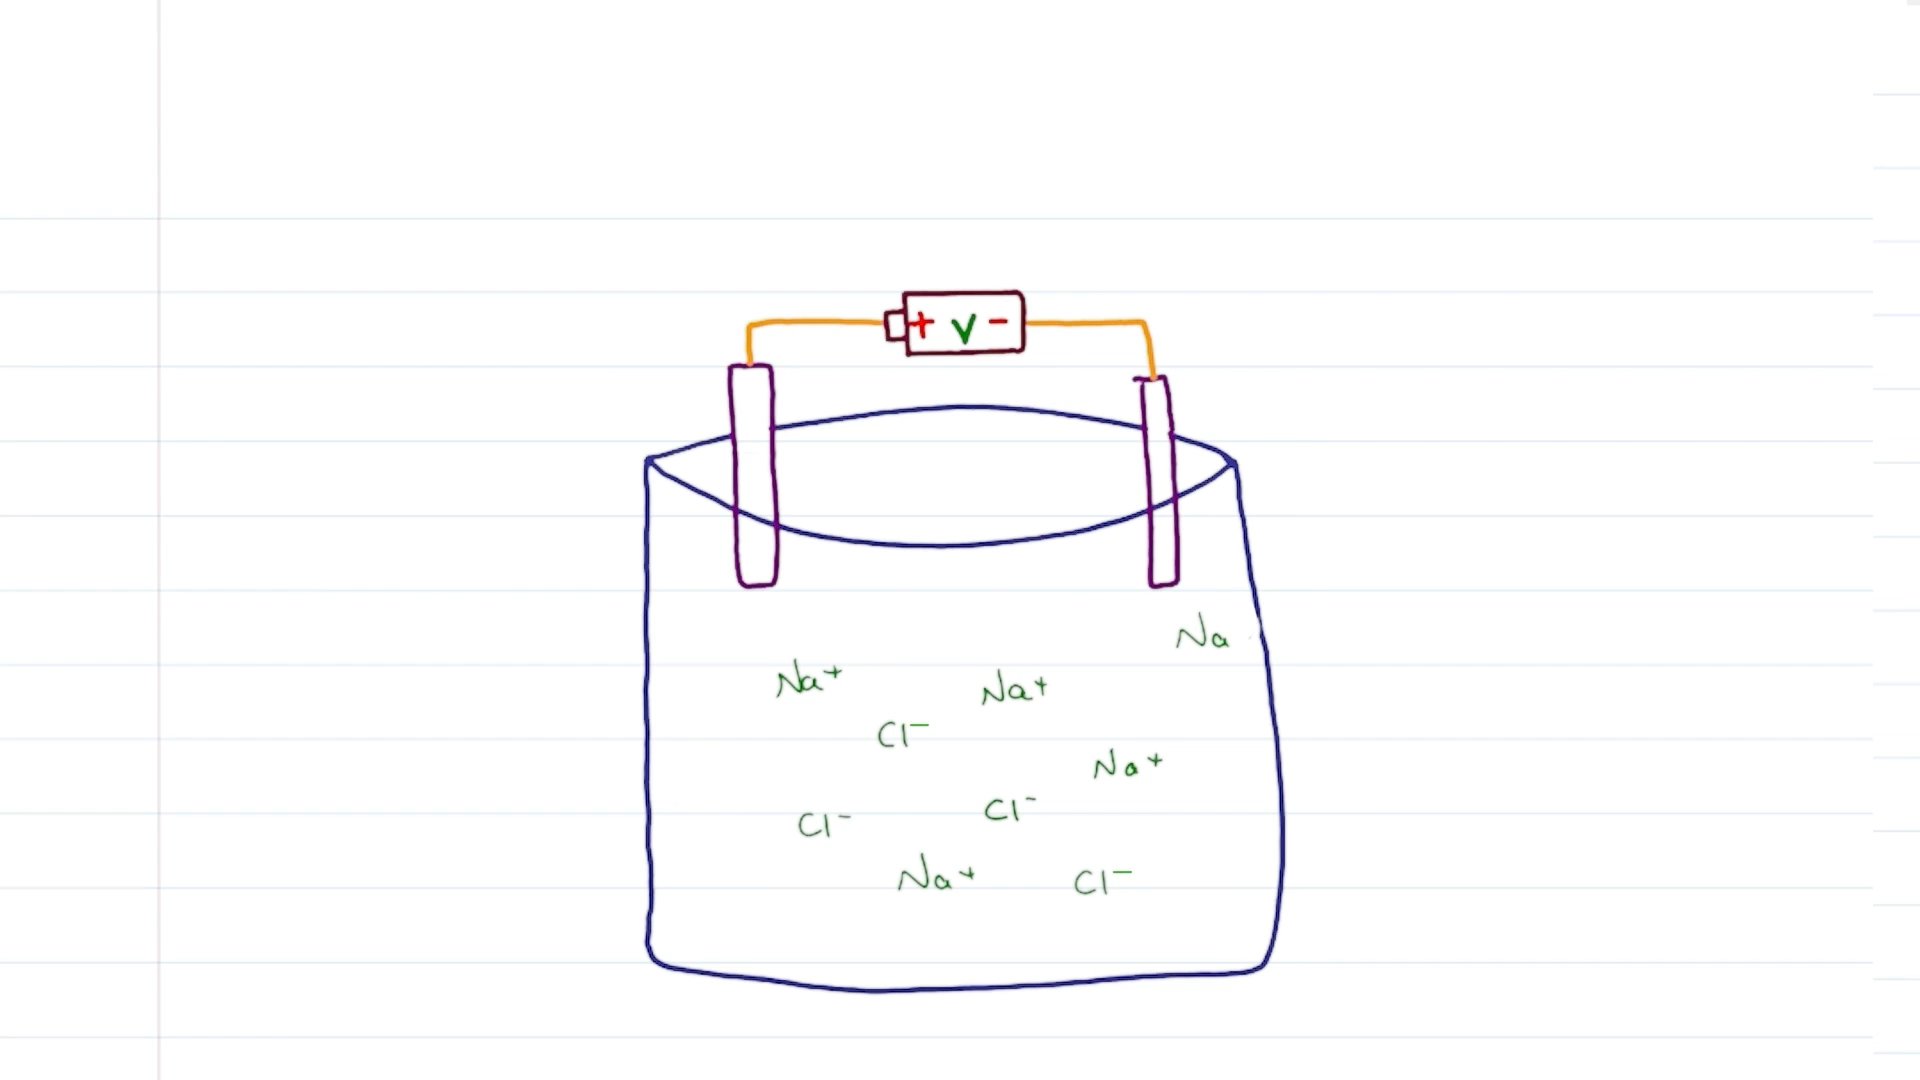 + V -
Na
Na+ Na+
Cl-
Na+
Cl- Cl-
Na+ Cl-